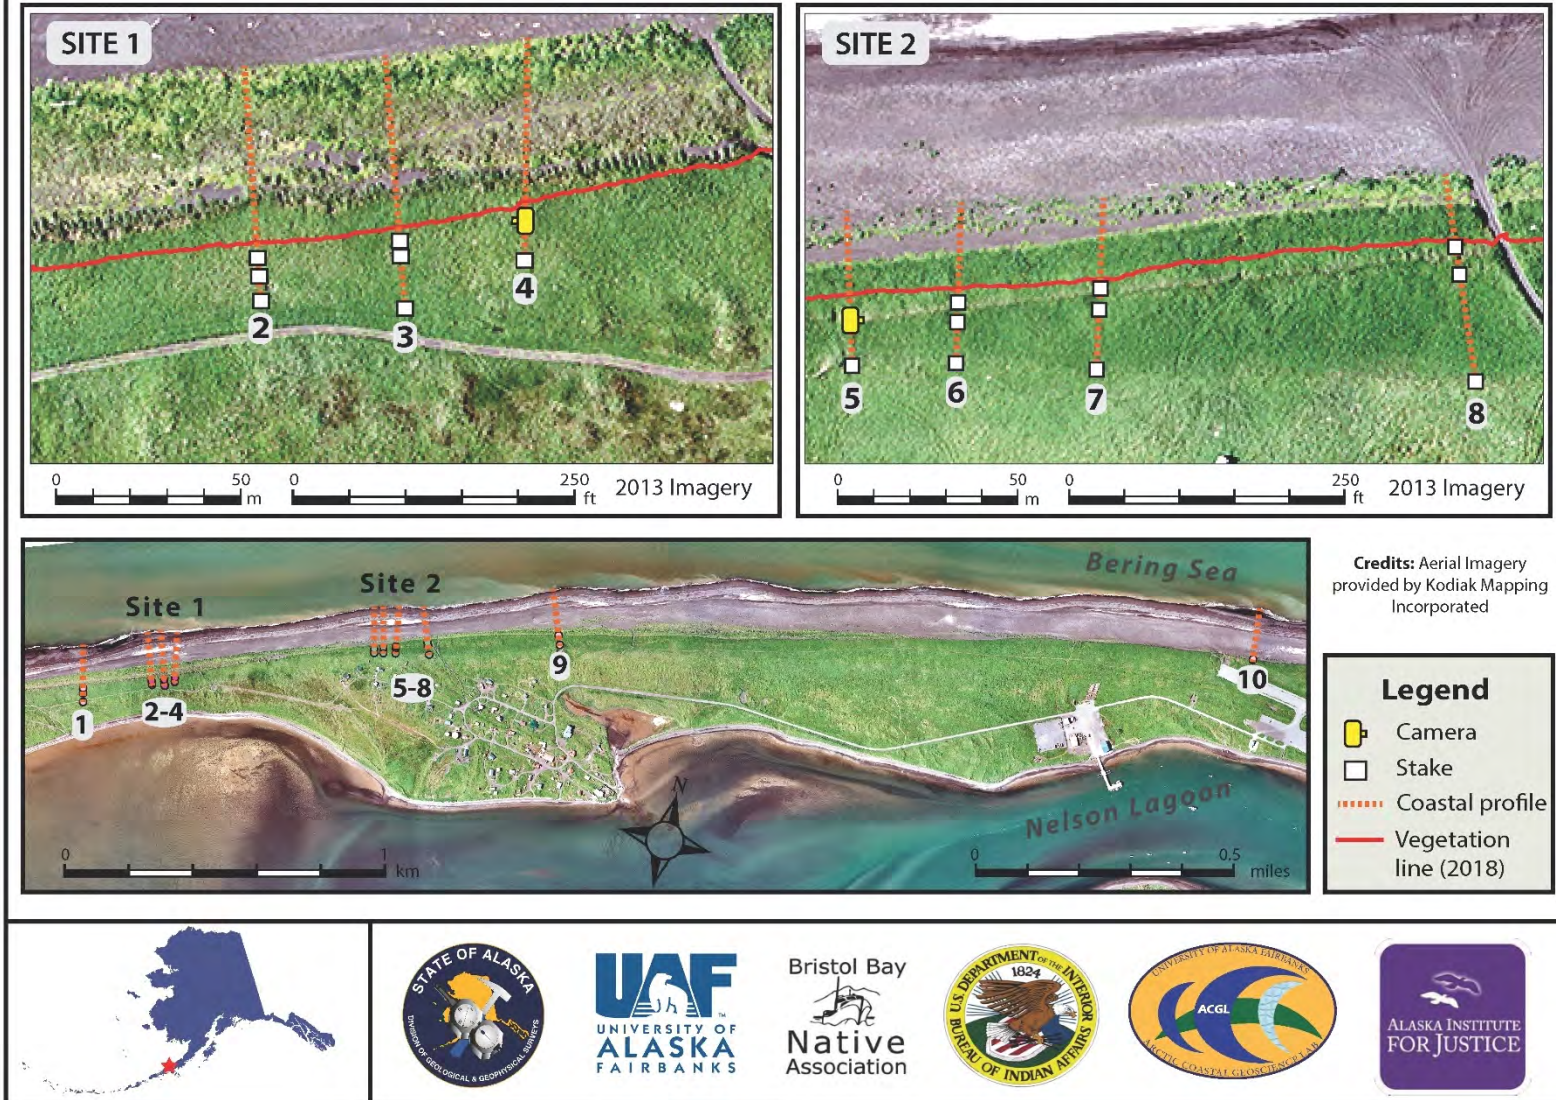 SITE 1
2
3
4
0
50
m
0
250
ft
2013 Imagery
SITE 2
5
6
7
8
0
50
m
0
250
ft
2013 Imagery
Bering Sea
Site 1
Site 2
1
2-4
5-8
9
10
N
Nelson Lagoon
0
1
km
0
0.5
miles
Credits: Aerial Imagery
provided by Kodiak Mapping
Incorporated
Legend
Camera
Stake
Coastal profile
Vegetation
line (2018)
STATE OF ALASKA
DIVISION OF GEOLOGICAL & GEOPHYSICAL SURVEYS
UAF
UNIVERSITY OF
ALASKA
FAIRBANKS
Bristol Bay
Native
Association
U.S. DEPARTMENT OF THE INTERIOR
1824
BUREAU OF INDIAN AFFAIRS
UNIVERSITY OF ALASKA FAIRBANKS
ACGL
ARCTIC COASTAL GEOSCIENCE LAB
ALASKA INSTITUTE
FOR JUSTICE